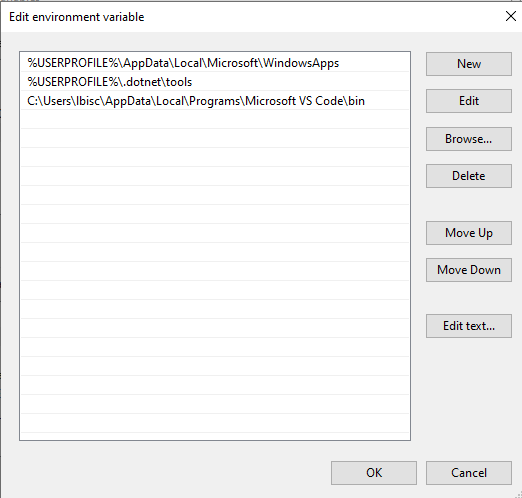 Edit environment variable
%USERPROFILE%\AppData\Local\Microsoft\WindowsApps
%USERPROFILE%\.dotnet\tools
C:\Users\lbisc\AppData\Local\Programs\Microsoft VS Code\bin
New
Edit
Browse...
Delete
Move Up
Move Down
Edit text...
OK
Cancel